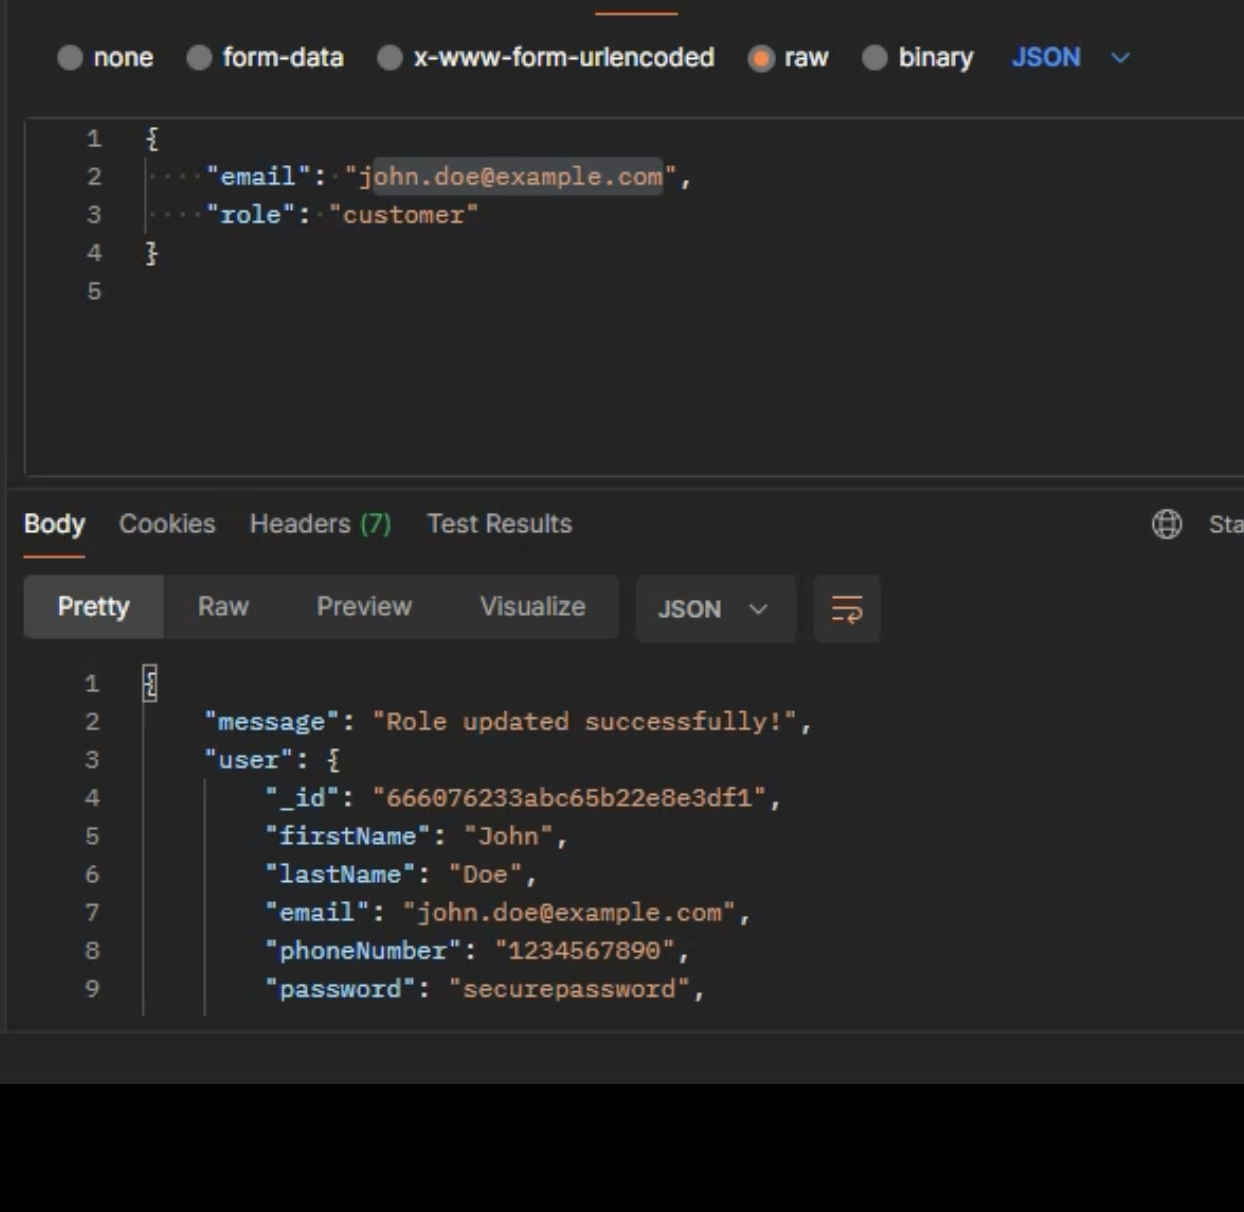 none form-data x-www-form-urlencoded raw binary JSON
1 {
2 ····"email":·"john.doe@example.com",
3 ····"role":·"customer"
4 }
5
Body Cookies Headers (7) Test Results Sta
Pretty Raw Preview Visualize JSON
1 {
2 "message": "Role updated successfully!",
3 "user": {
4 "_id": "666076233abc65b22e8e3df1",
5 "firstName": "John",
6 "lastName": "Doe",
7 "email": "john.doe@example.com",
8 "phoneNumber": "1234567890",
9 "password": "securepassword",